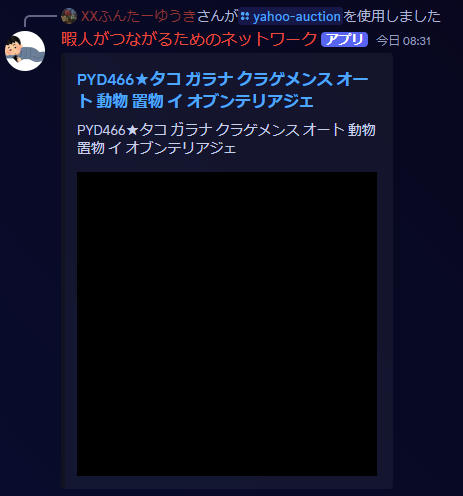 XXふんたーゆうきさんが yahoo-auction を使用しました
暇人がつながるためのネットワーク アプリ 今日 08:31
PYD466★タコ ガラナ クラゲメンス オー
ト 動物 置物 イ オブンテリアジェ
PYD466★タコ ガラナ クラゲメンス オート 動物
置物 イ オブンテリアジェ